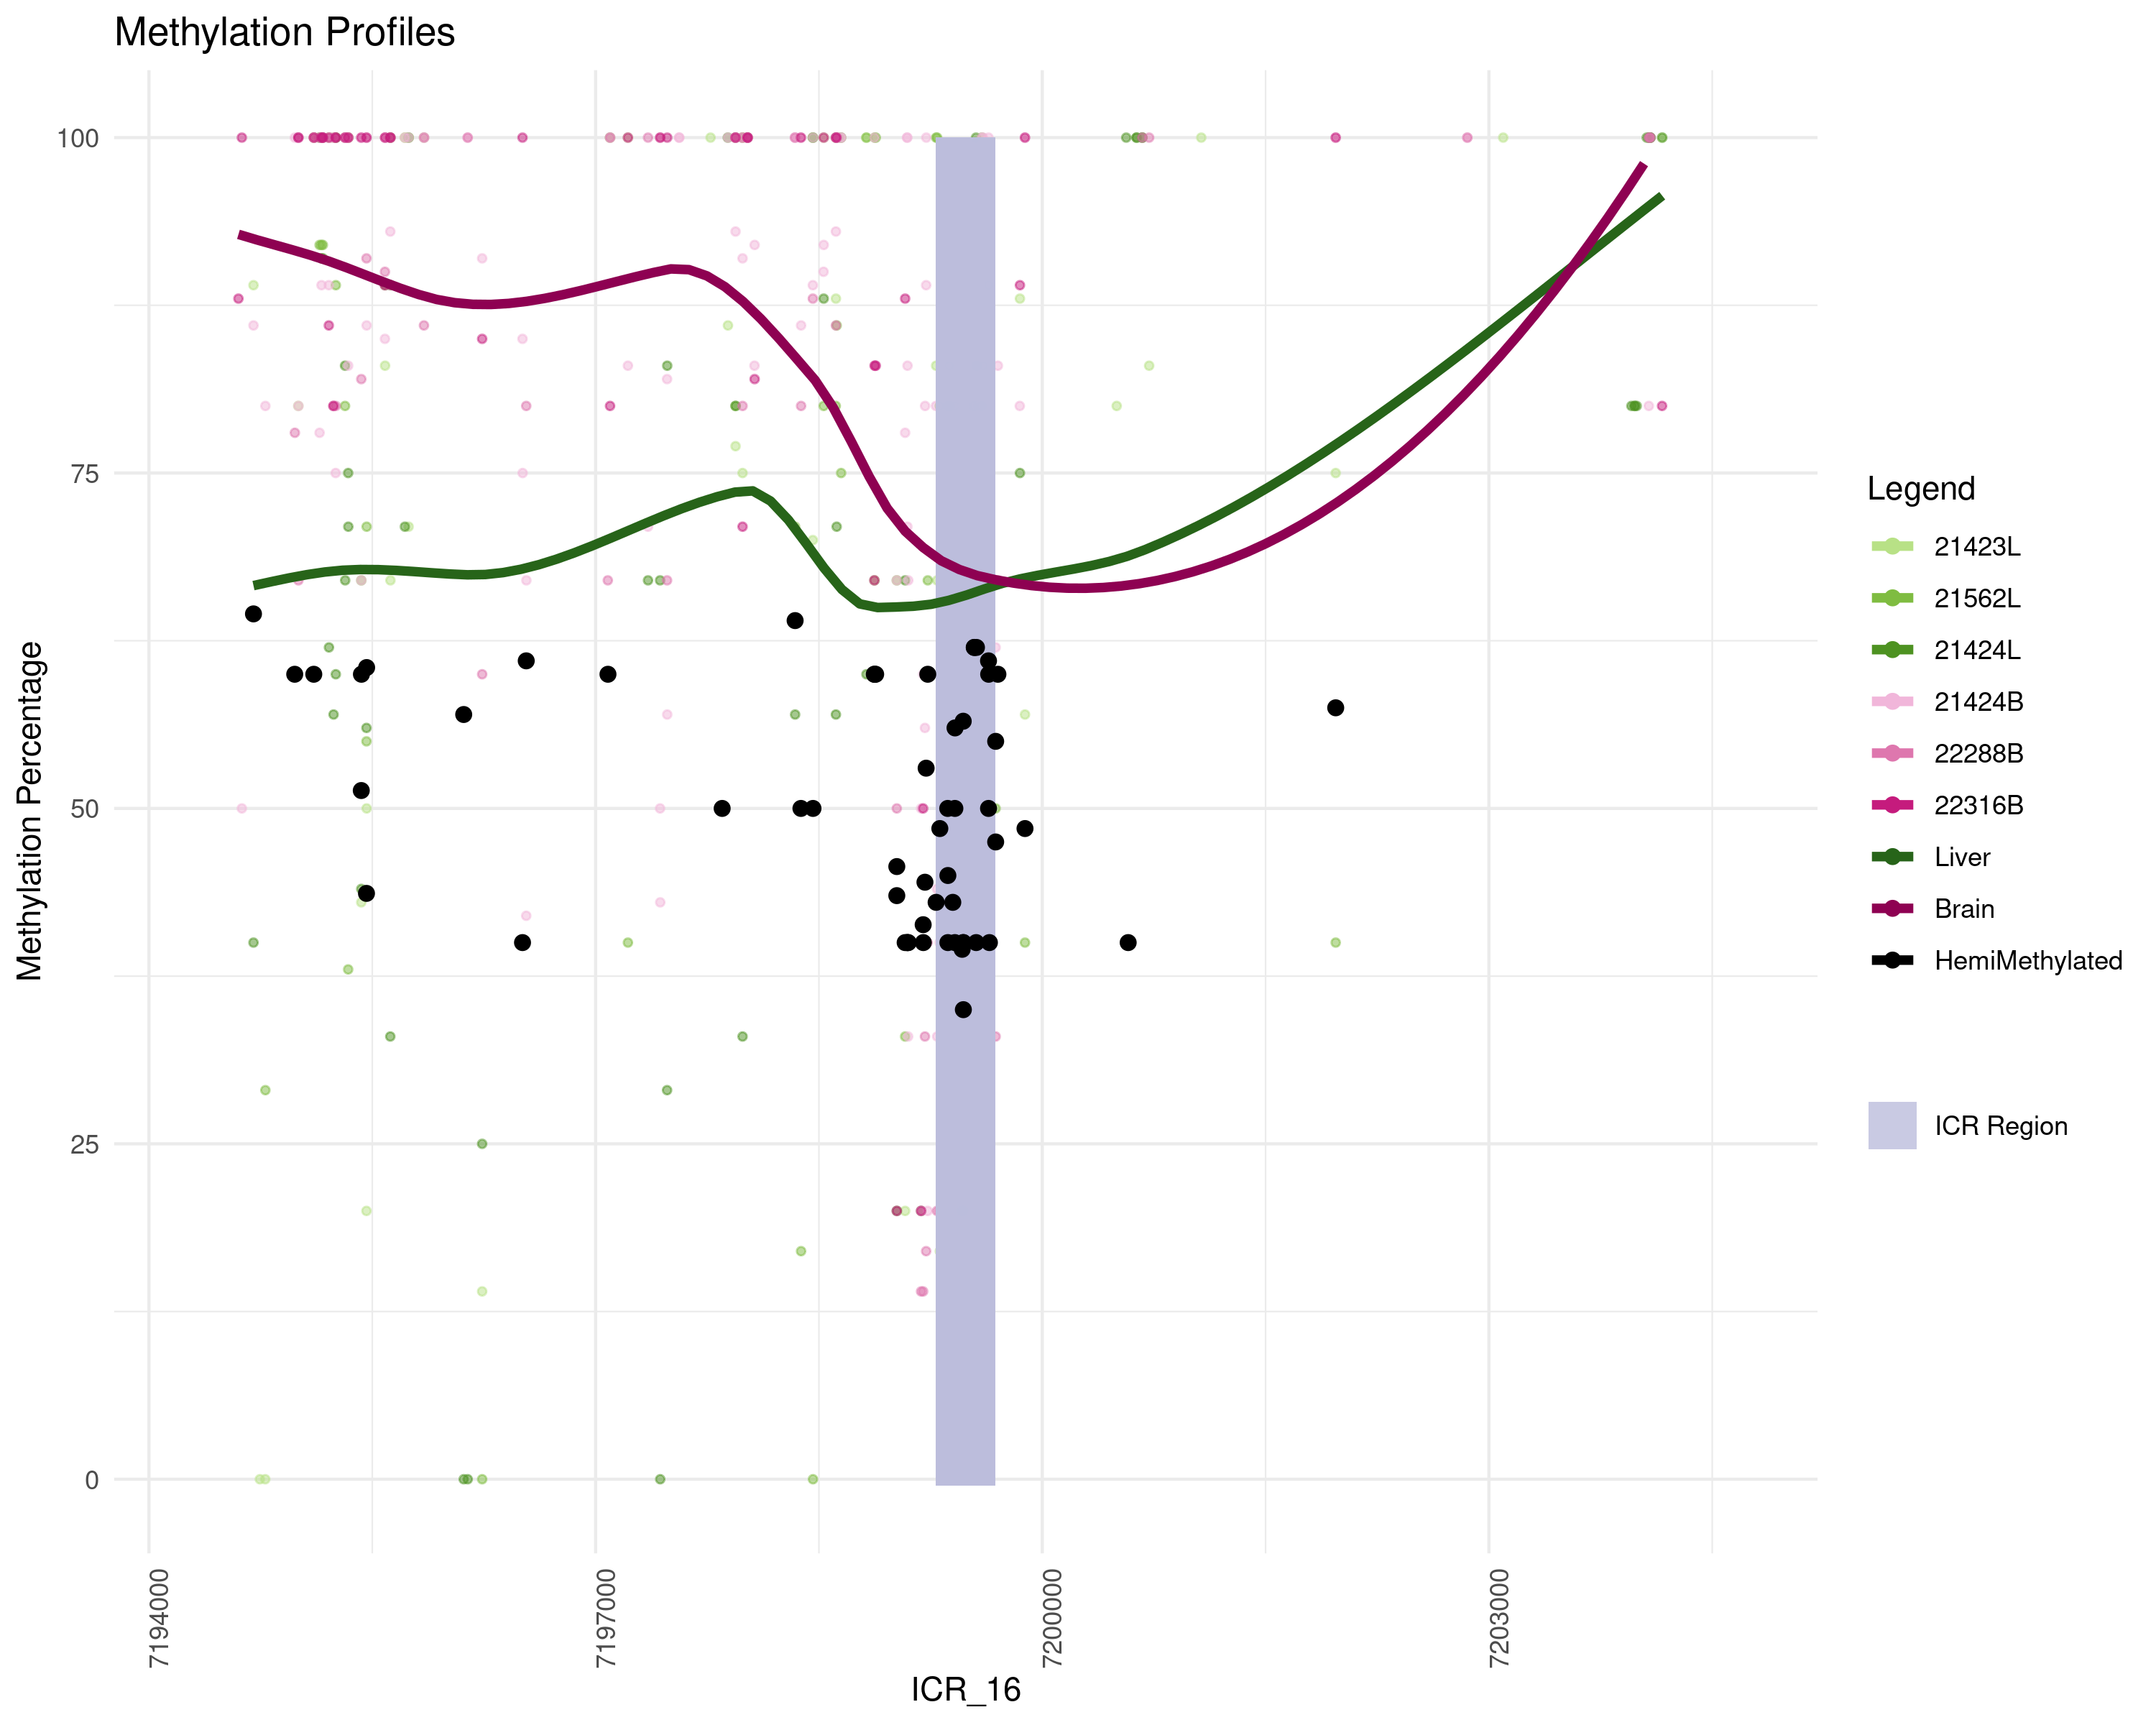 Methylation Profiles
Methylation Percentage
100
75
50
25
0
7194000
7197000
7200000
7203000
ICR_16
Legend
21423L
21562L
21424L
21424B
22288B
22316B
Liver
Brain
HemiMethylated
ICR Region